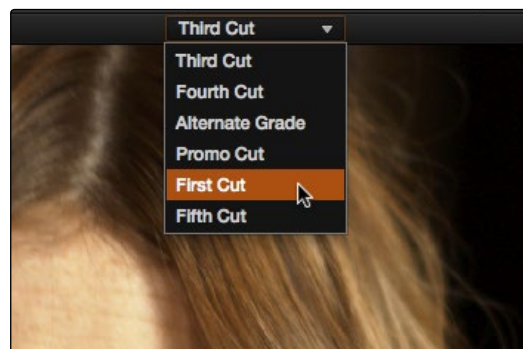 Third Cut
Third Cut
Fourth Cut
Alternate Grade
Promo Cut
First Cut
Fifth Cut